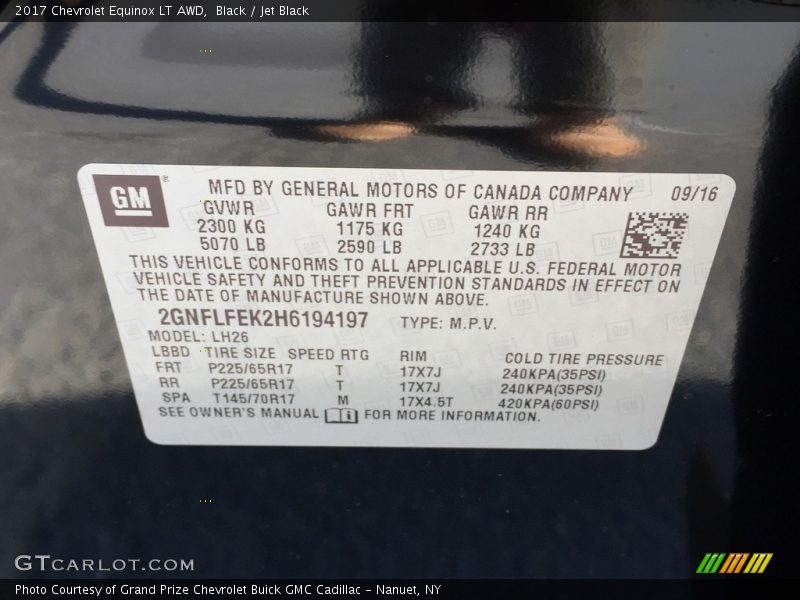 2017 Chevrolet Equinox LT AWD,  Black / Jet Black
GM MFD BY GENERAL MOTORS OF CANADA COMPANY 09/16
GVWR GAWR FRT GAWR RR
2300 KG 1175 KG 1240 KG
5070 LB 2590 LB 2733 LB
THIS VEHICLE CONFORMS TO ALL APPLICABLE U.S. FEDERAL MOTOR
VEHICLE SAFETY AND THEFT PREVENTION STANDARDS IN EFFECT ON
THE DATE OF MANUFACTURE SHOWN ABOVE.
2GNFLFEK2H6194197 TYPE: M.P.V.
MODEL: LH26
LBBD TIRE SIZE SPEED RTG RIM COLD TIRE PRESSURE
FRT P225/65R17 T 17X7J 240KPA(35PSI)
RR P225/65R17 T 17X7J 240KPA(35PSI)
SPA T145/70R17 M 17X4.5T 420KPA(60PSI)
SEE OWNER'S MANUAL FOR MORE INFORMATION.
GTCARLOT.COM
Photo Courtesy of Grand Prize Chevrolet Buick GMC Cadillac - Nanuet, NY